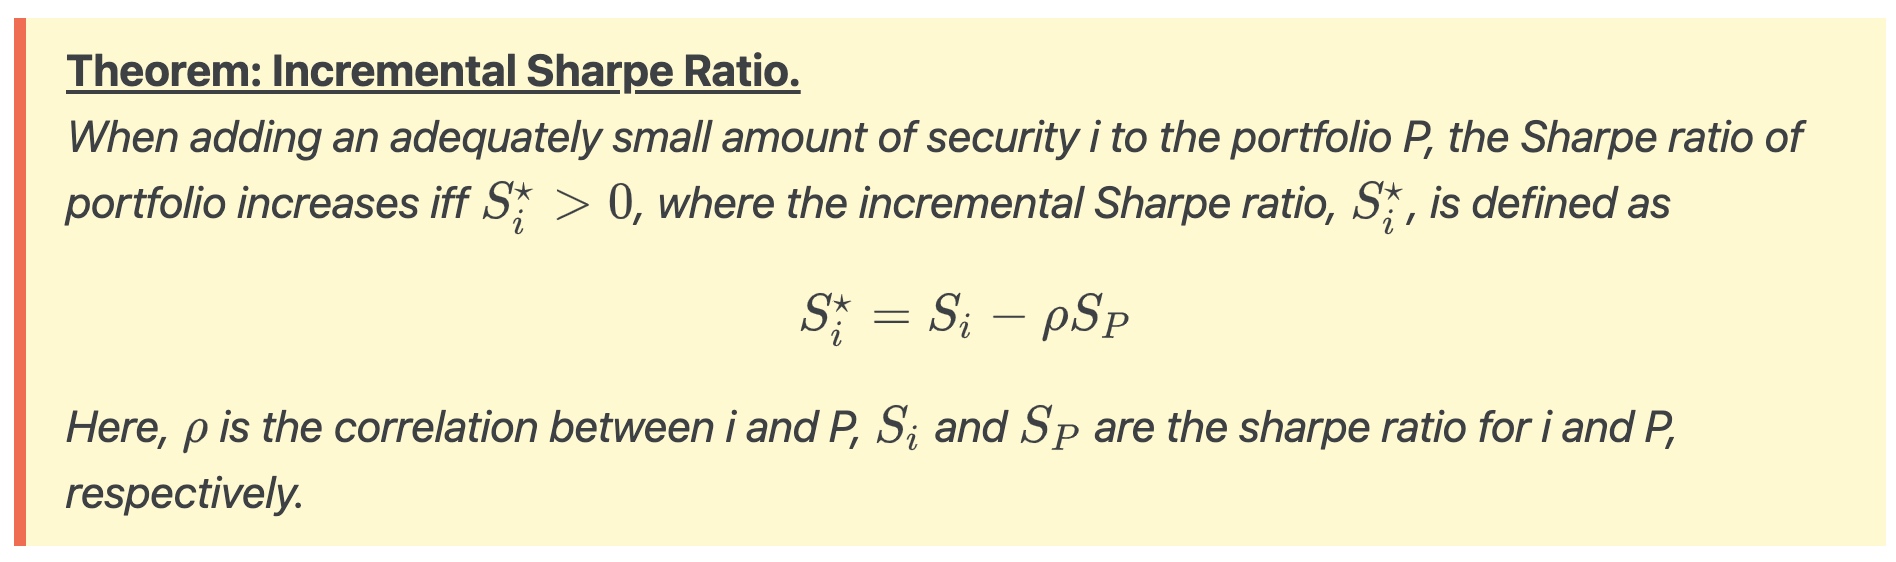 Theorem: Incremental Sharpe Ratio.
When adding an adequately small amount of security i to the portfolio P, the Sharpe ratio of
portfolio increases iff $S_i^\star > 0$, where the incremental Sharpe ratio, $S_i^\star$, is defined as
$S_i^\star = S_i - \rho S_P$
Here, $\rho$ is the correlation between i and P, $S_i$ and $S_P$ are the sharpe ratio for i and P,
respectively.